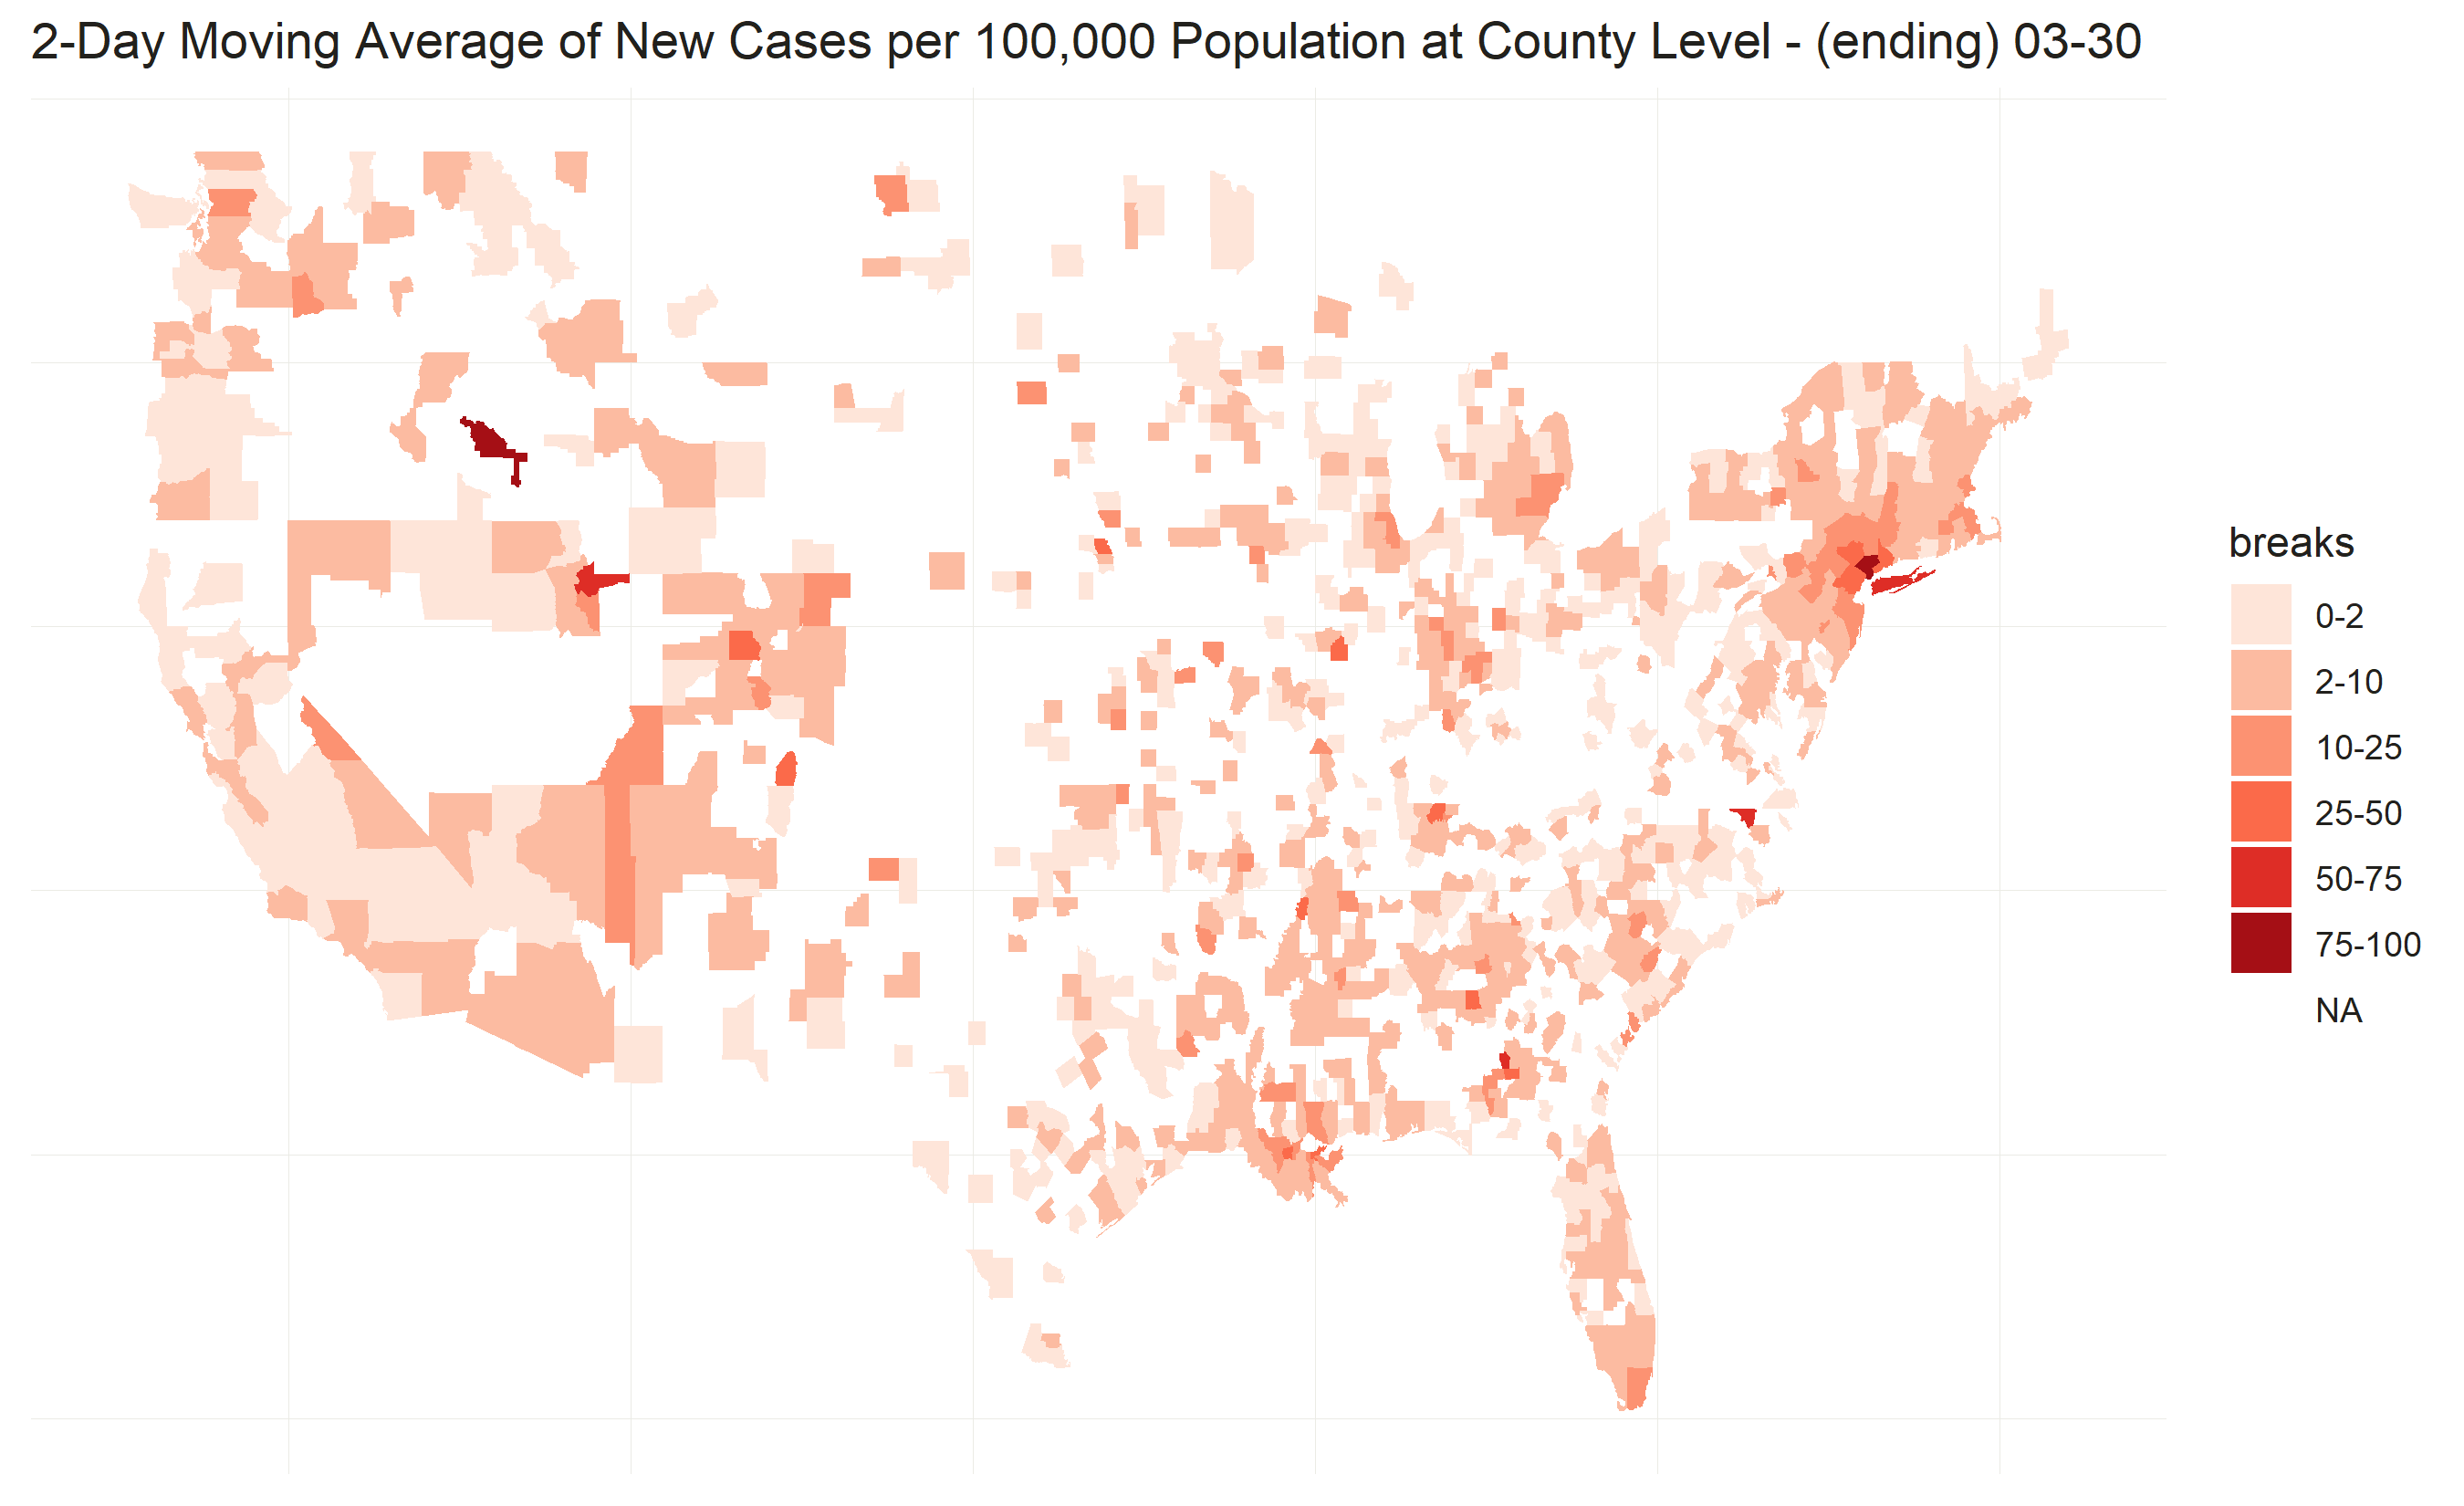 2-Day Moving Average of New Cases per 100,000 Population at County Level - (ending) 03-30
breaks
0-2
2-10
10-25
25-50
50-75
75-100
NA